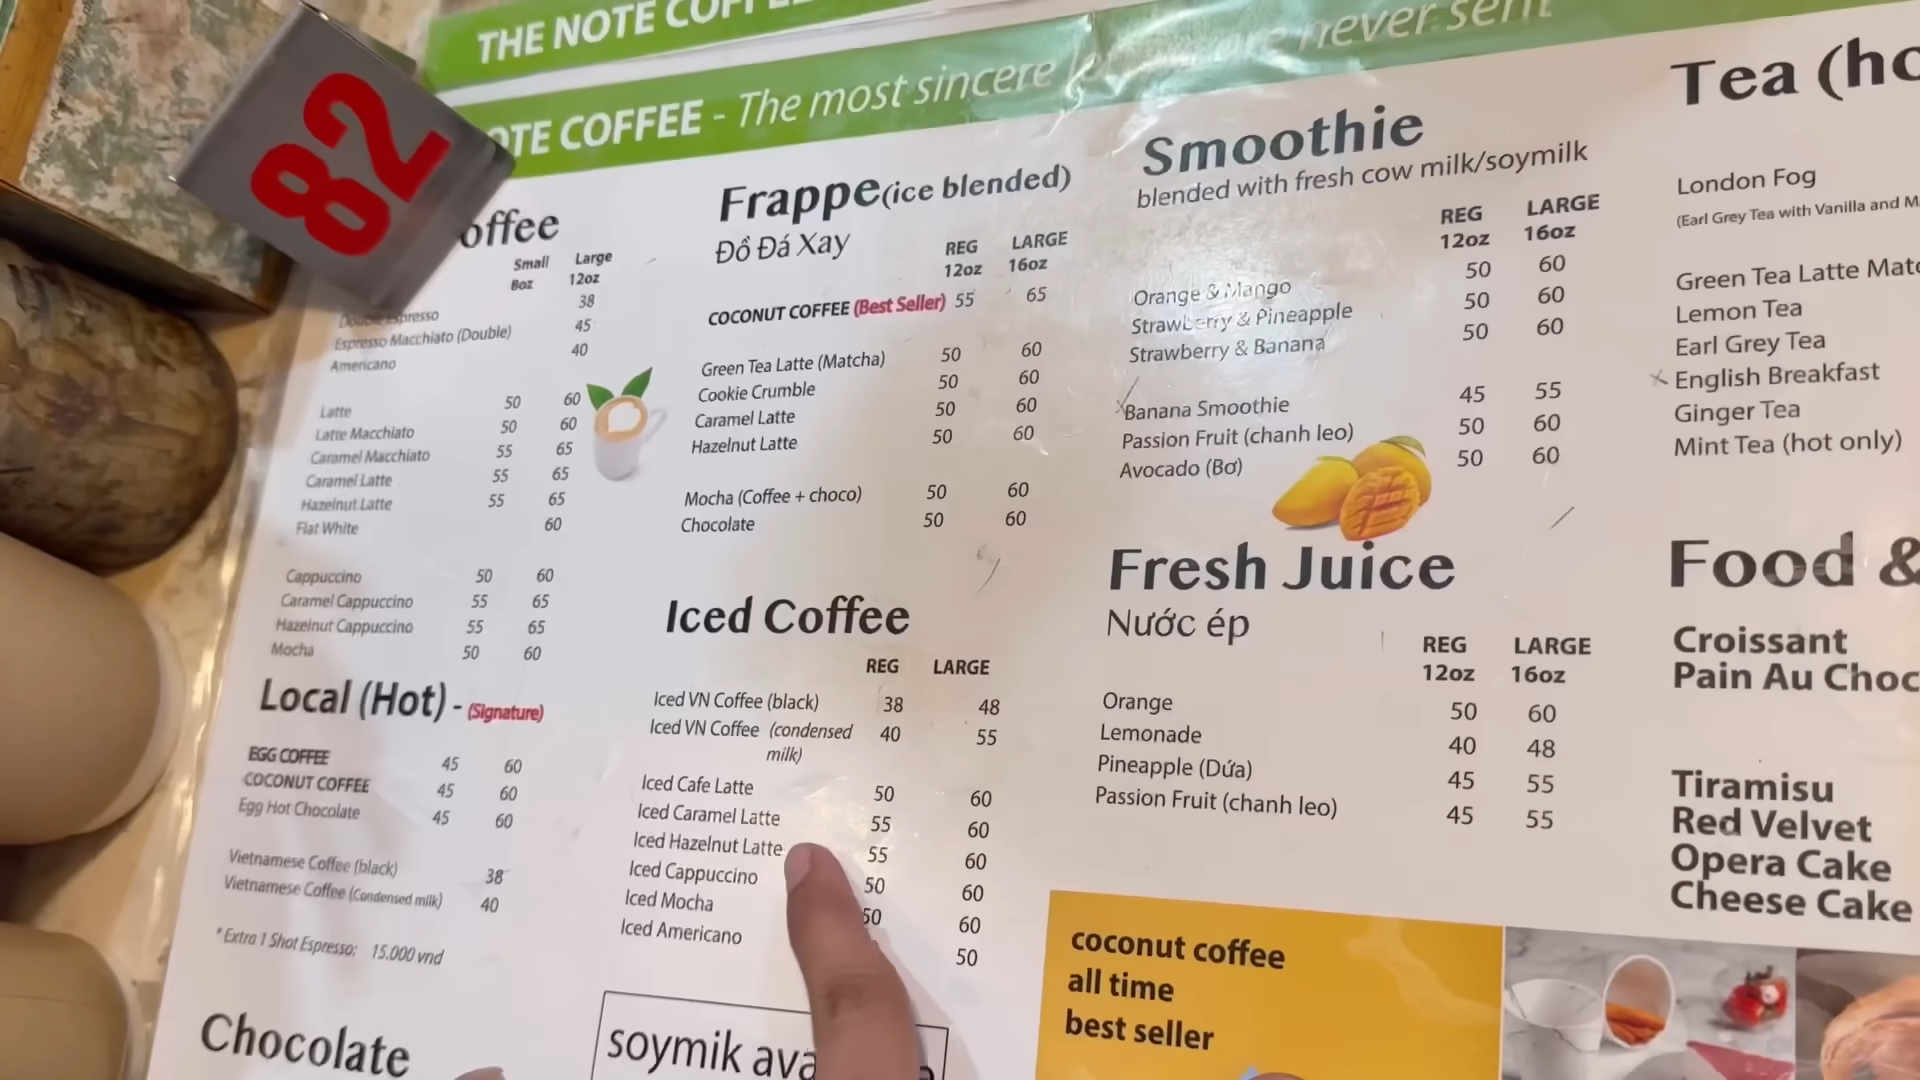 THE NOTE COFFEE
OTE COFFEE - The most sincere are never sent
82
offee
Small Large
8oz 12oz
Double Espresso 38
Espresso Macchiato (Double) 45
Americano 40
Latte 50 60
Latte Macchiato 50 60
Caramel Macchiato 55 65
Caramel Latte 55 65
Hazelnut Latte 55 65
Flat White 60
Cappuccino 50 60
Caramel Cappuccino 55 65
Hazelnut Cappuccino 55 65
Mocha 50 60
Local (Hot) - (Signature)
EGG COFFEE 45 60
COCONUT COFFEE 45 60
Egg Hot Chocolate 45 60
Vietnamese Coffee (black) 38
Vietnamese Coffee (Condensed milk) 40
* Extra 1 Shot Espresso: 15.000 vnd
Chocolate
Frappe (ice blended)
Đồ Đá Xay
REG LARGE
12oz 16oz
COCONUT COFFEE (Best Seller) 55 65
Green Tea Latte (Matcha) 50 60
Cookie Crumble 50 60
Caramel Latte 50 60
Hazelnut Latte 50 60
Mocha (Coffee + choco) 50 60
Chocolate 50 60
Iced Coffee
REG LARGE
Iced VN Coffee (black) 38 48
Iced VN Coffee (condensed milk) 40 55
Iced Cafe Latte 50 60
Iced Caramel Latte 55 60
Iced Hazelnut Latte 55 60
Iced Cappuccino 50 60
Iced Mocha 50 60
Iced Americano 50
soymik ava
Smoothie
blended with fresh cow milk/soymilk
REG LARGE
12oz 16oz
Orange & Mango 50 60
Strawberry & Pineapple 50 60
Strawberry & Banana 50 60
Banana Smoothie 45 55
Passion Fruit (chanh leo) 50 60
Avocado (Bơ) 50 60
Fresh Juice
Nước ép
REG LARGE
12oz 16oz
Orange 50 60
Lemonade 40 48
Pineapple (Dứa) 45 55
Passion Fruit (chanh leo) 45 55
coconut coffee
all time
best seller
Tea (ho
London Fog
(Earl Grey Tea with Vanilla and M
Green Tea Latte Matc
Lemon Tea
Earl Grey Tea
English Breakfast
Ginger Tea
Mint Tea (hot only)
Food &
Croissant
Pain Au Choc
Tiramisu
Red Velvet
Opera Cake
Cheese Cake